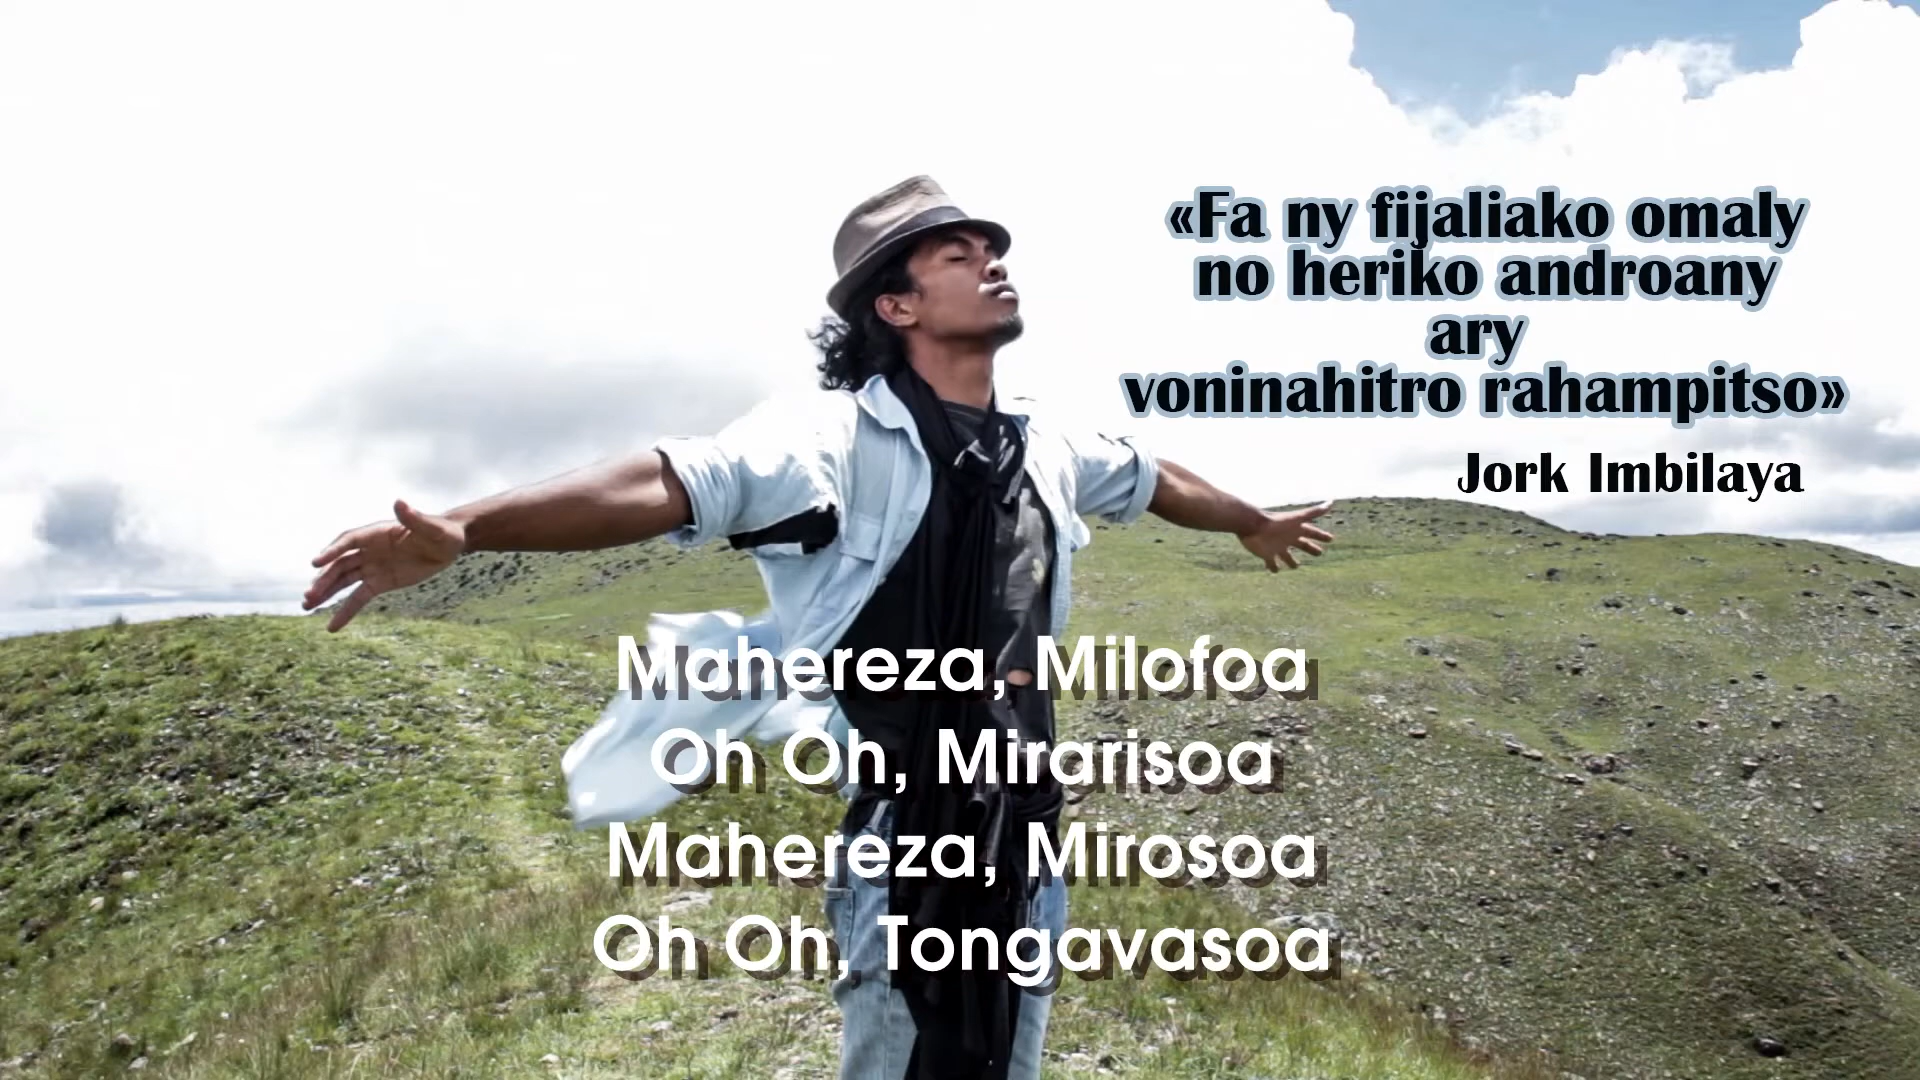 «Fa ny fijaliako omaly
no heriko androany
ary
voninahitro rahampitso»
Jork Imbilaya
Mahereza, Milofoa
Oh Oh, Mirarisoa
Mahereza, Mirosoa
Oh Oh, Tongavasoa